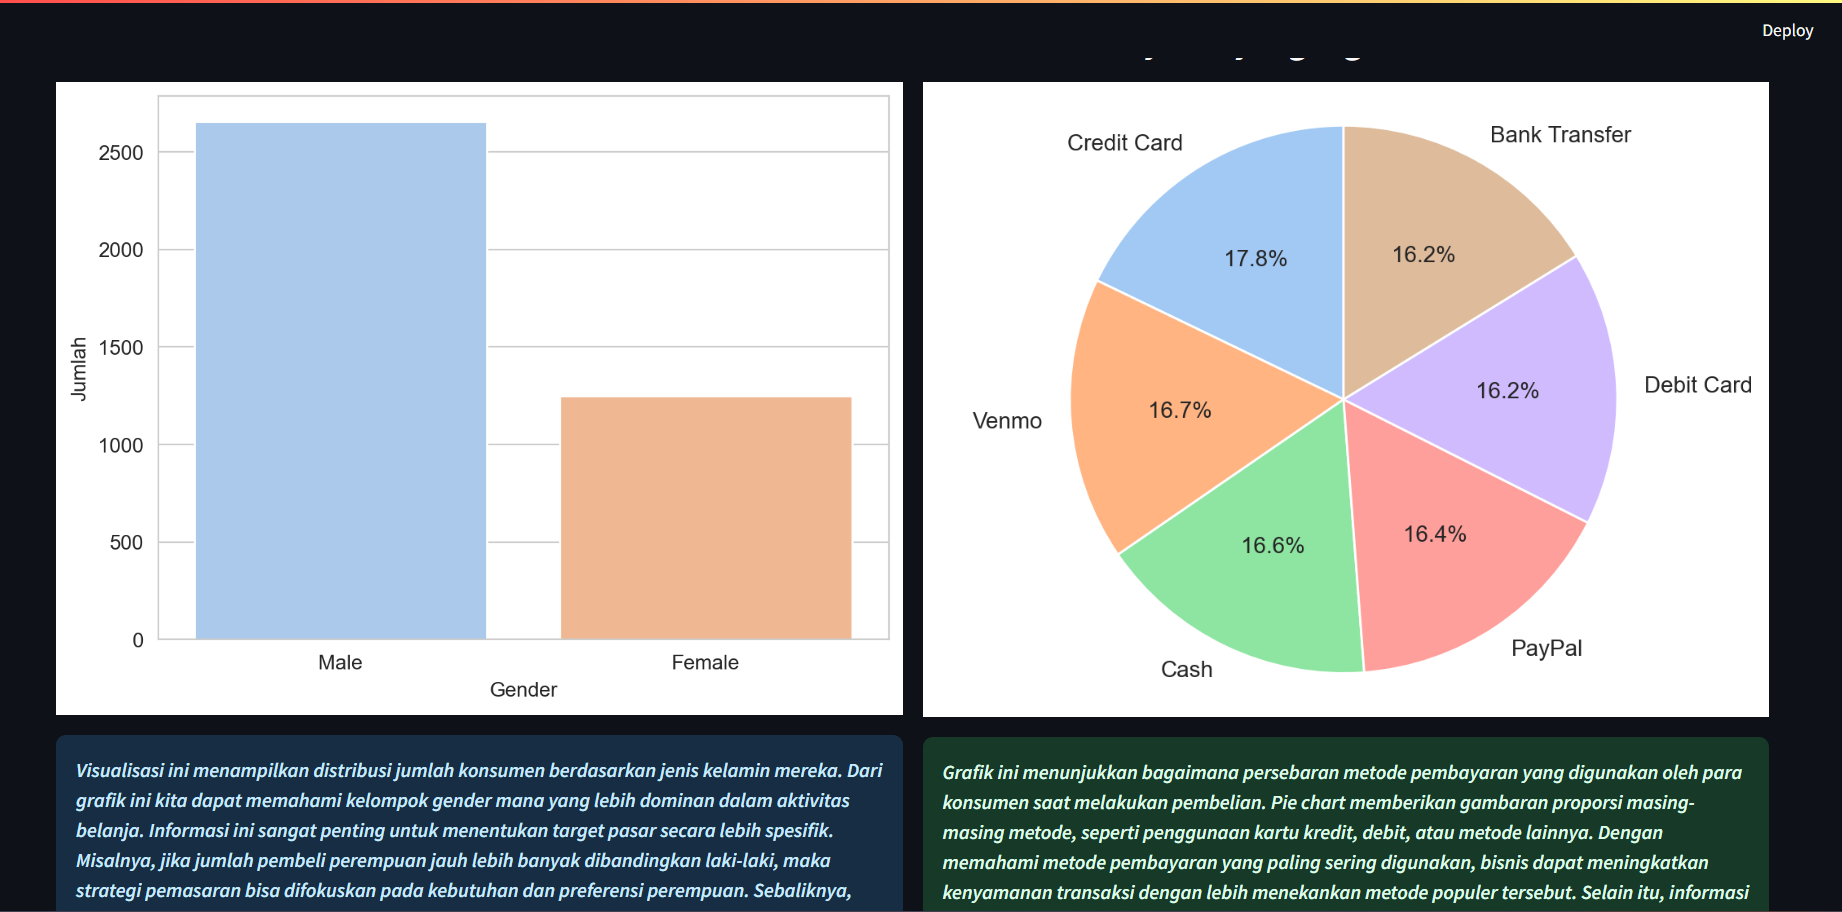 Deploy
2500
2000
1500
1000
500
0
Jumlah
Male
Female
Gender
Credit Card
Bank Transfer
17.8%
16.2%
Venmo
16.7%
16.2%
Debit Card
16.6%
16.4%
Cash
PayPal
Visualisasi ini menampilkan distribusi jumlah konsumen berdasarkan jenis kelamin mereka. Dari
grafik ini kita dapat memahami kelompok gender mana yang lebih dominan dalam aktivitas
belanja. Informasi ini sangat penting untuk menentukan target pasar secara lebih spesifik.
Misalnya, jika jumlah pembeli perempuan jauh lebih banyak dibandingkan laki-laki, maka
strategi pemasaran bisa difokuskan pada kebutuhan dan preferensi perempuan. Sebaliknya,
Grafik ini menunjukkan bagaimana persebaran metode pembayaran yang digunakan oleh para
konsumen saat melakukan pembelian. Pie chart memberikan gambaran proporsi masing-
masing metode, seperti penggunaan kartu kredit, debit, atau metode lainnya. Dengan
memahami metode pembayaran yang paling sering digunakan, bisnis dapat meningkatkan
kenyamanan transaksi dengan lebih menekankan metode populer tersebut. Selain itu, informasi